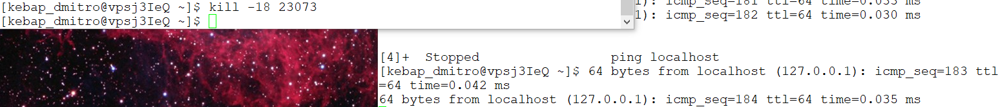 [kebap_dmitro@vpsj3IeQ ~]$ kill -18 23073
[kebap_dmitro@vpsj3IeQ ~]$
1): icmp_seq=181 ttl=64 time=0.035 ms
1): icmp_seq=182 ttl=64 time=0.030 ms
[4]+  Stopped                 ping localhost
[kebap_dmitro@vpsj3IeQ ~]$ 64 bytes from localhost (127.0.0.1): icmp_seq=183 ttl
=64 time=0.042 ms
64 bytes from localhost (127.0.0.1): icmp_seq=184 ttl=64 time=0.035 ms